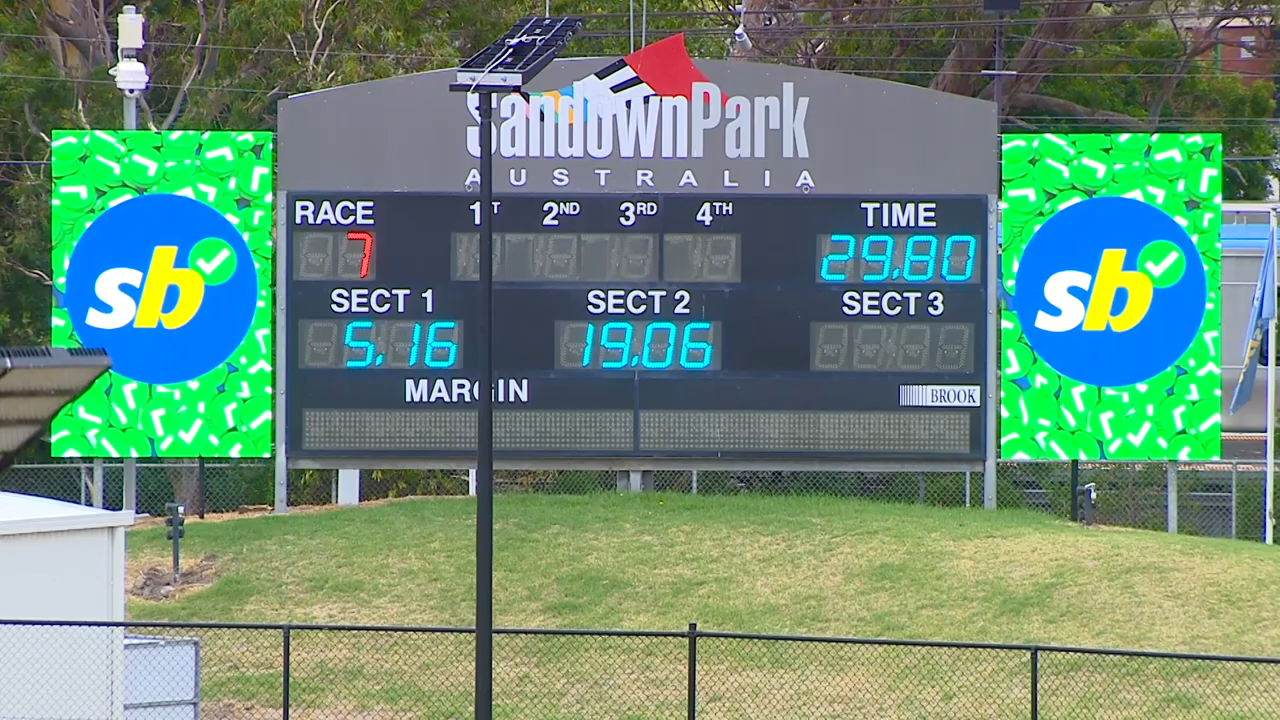 SandownPark
AUSTRALIA
RACE 1ST 2ND 3RD 4TH TIME
7 29.80
SECT 1 SECT 2 SECT 3
5.16 19.06
MARGIN BROOK
sb
sb